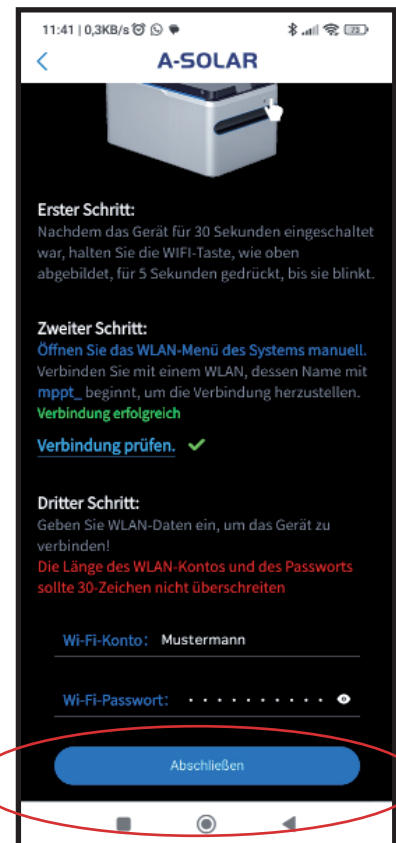 11:41 | 0,3KB/s
73
A-SOLAR
Erster Schritt:
Nachdem das Gerät für 30 Sekunden eingeschaltet
war, halten Sie die WIFI-Taste, wie oben
abgebildet, für 5 Sekunden gedrückt, bis sie blinkt.
Zweiter Schritt:
Öffnen Sie das WLAN-Menü des Systems manuell.
Verbinden Sie mit einem WLAN, dessen Name mit
mppt_ beginnt, um die Verbindung herzustellen.
Verbindung erfolgreich
Verbindung prüfen.
Dritter Schritt:
Geben Sie WLAN-Daten ein, um das Gerät zu
verbinden!
Die Länge des WLAN-Kontos und des Passworts
sollte 30-Zeichen nicht überschreiten
Wi-Fi-Konto: Mustermann
Wi-Fi-Passwort: · · · · · · · · · · ·
Abschließen